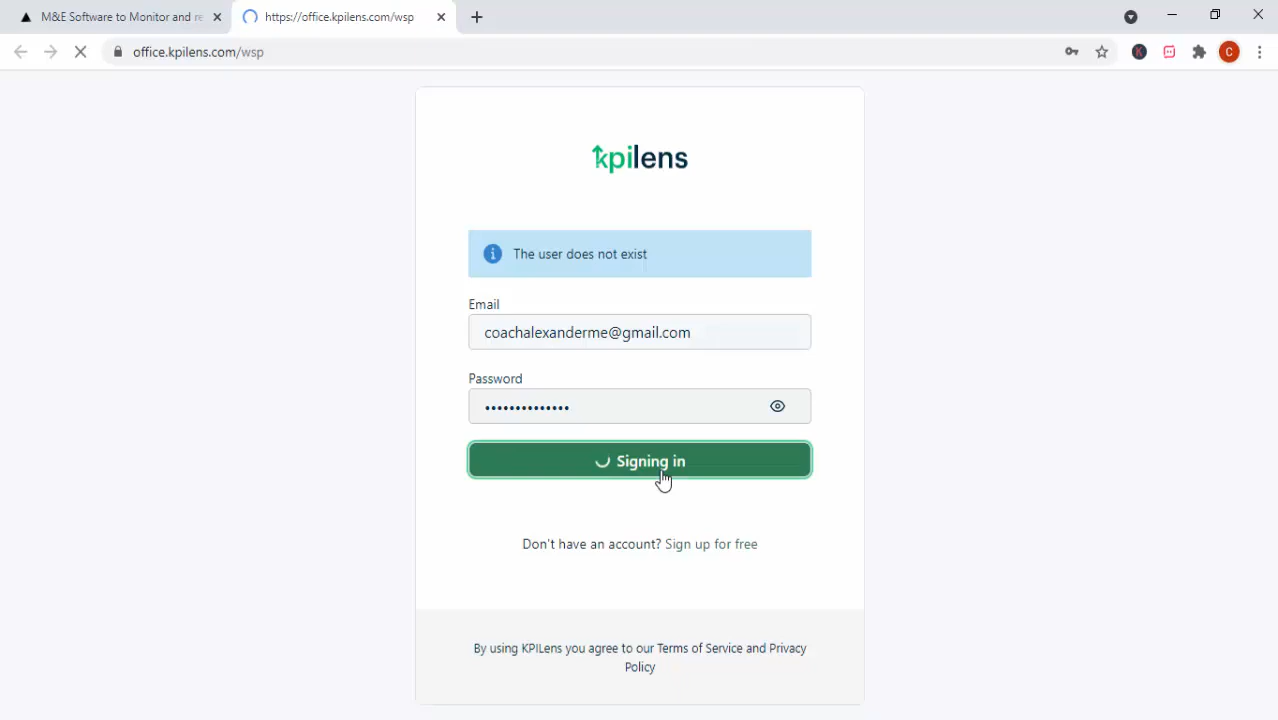 M&E Software to Monitor and re
https://office.kpilens.com/wsp
office.kpilens.com/wsp
K
C
kpilens
The user does not exist
Email
coachalexanderme@gmail.com
Password
••••••••••••••
Signing in
Don't have an account? Sign up for free
By using KPILens you agree to our Terms of Service and Privacy
Policy